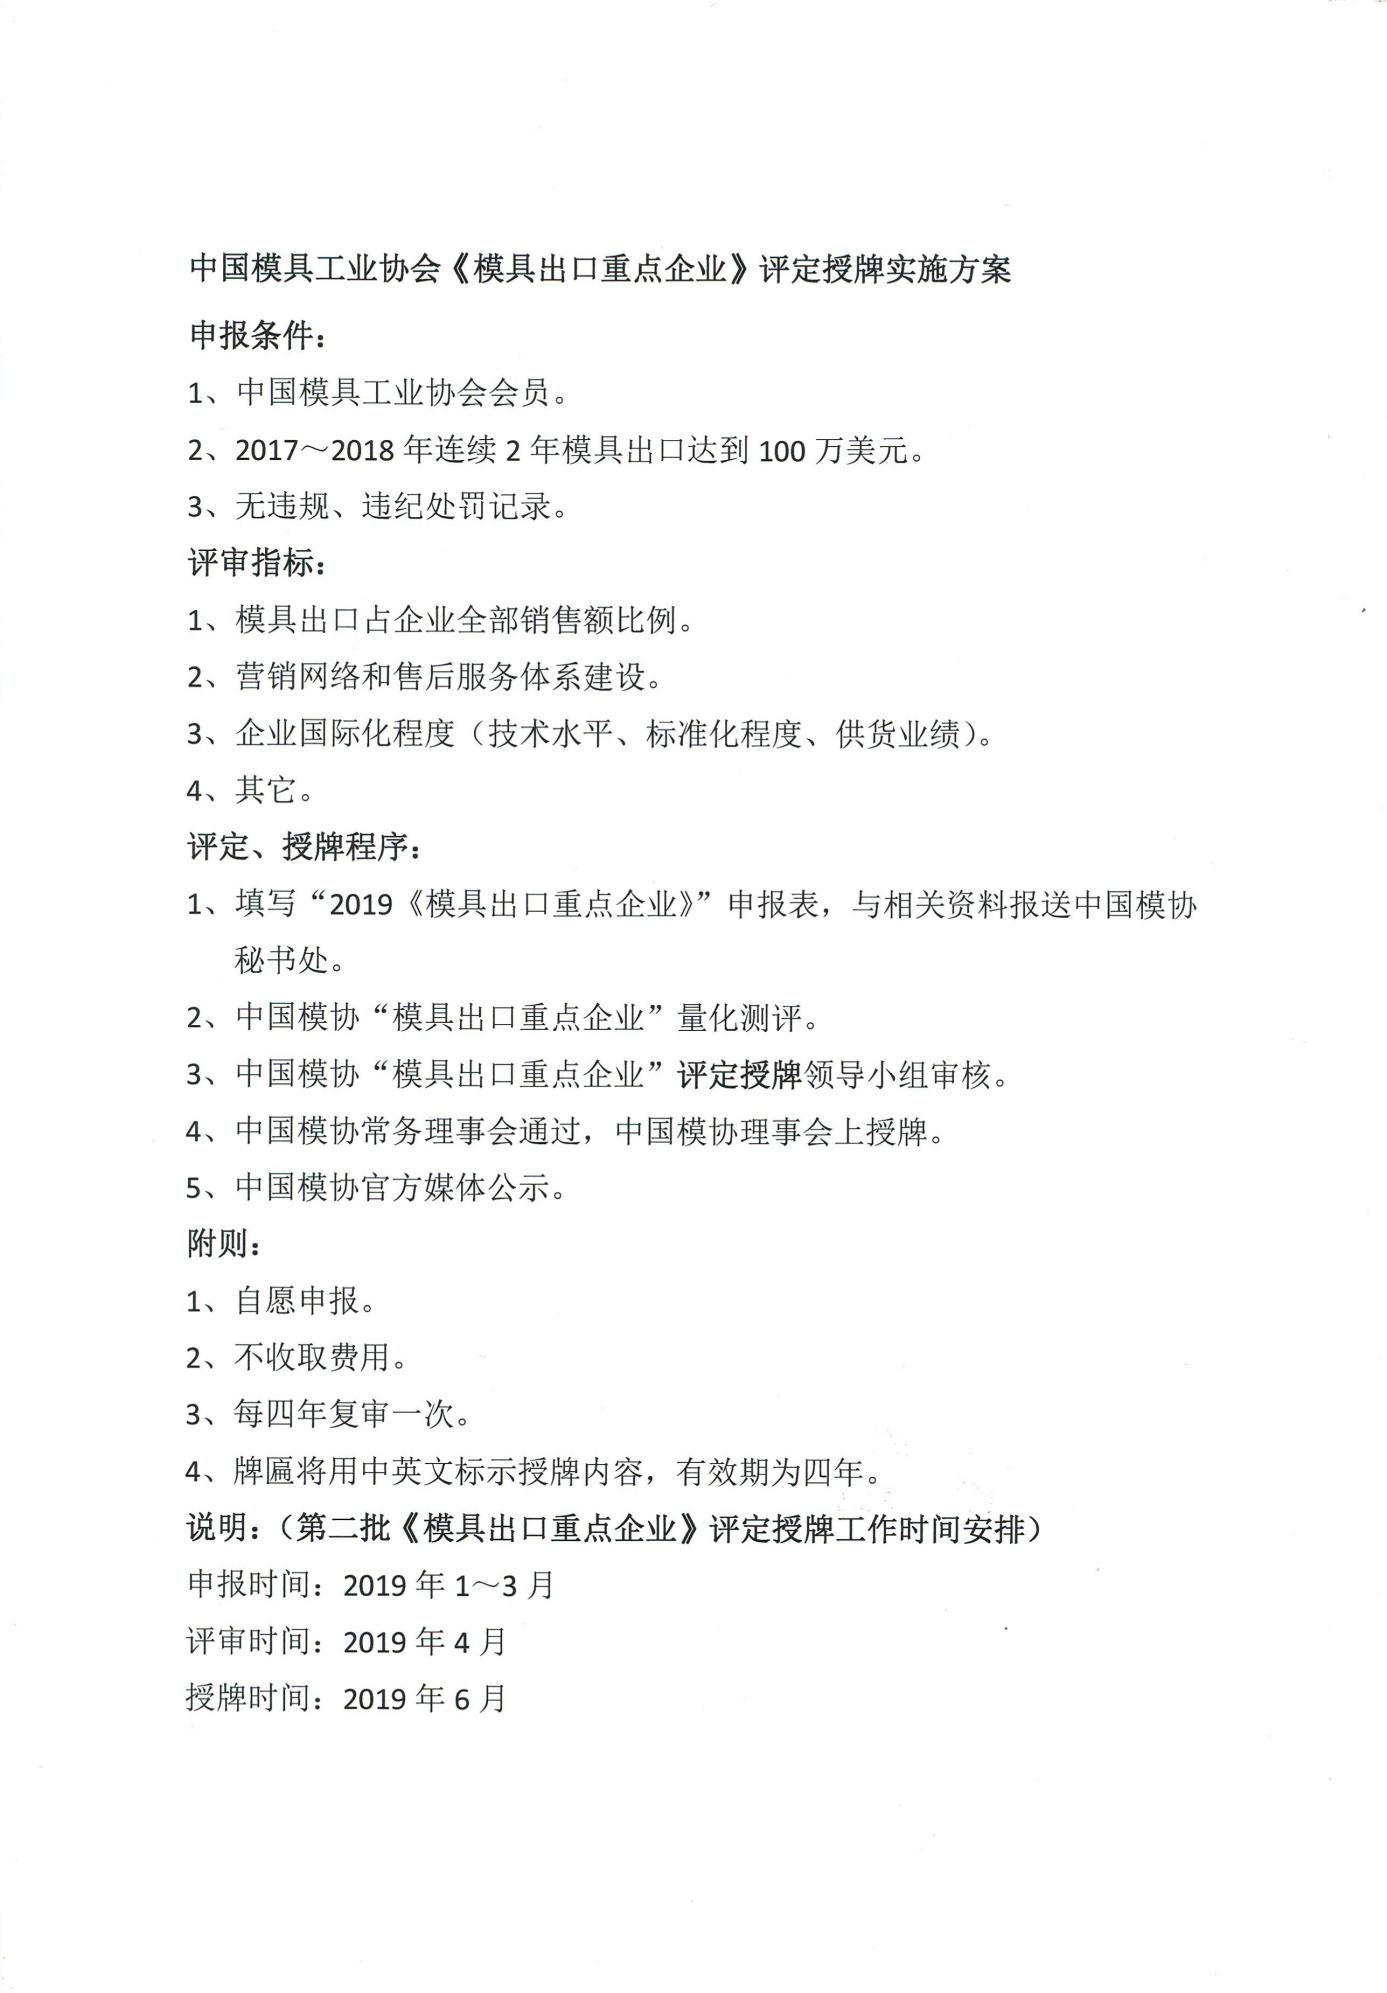 中国模具工业协会《模具出口重点企业》评定授牌实施方案
申报条件：
1、中国模具工业协会会员。
2、2017～2018 年连续 2 年模具出口达到 100 万美元。
3、无违规、违纪处罚记录。
评审指标：
1、模具出口占企业全部销售额比例。
2、营销网络和售后服务体系建设。
3、企业国际化程度（技术水平、标准化程度、供货业绩）。
4、其它。
评定、授牌程序：
1、填写“2019《模具出口重点企业》”申报表，与相关资料报送中国模协
秘书处。
2、中国模协“模具出口重点企业”量化测评。
3、中国模协“模具出口重点企业”评定授牌领导小组审核。
4、中国模协常务理事会通过，中国模协理事会上授牌。
5、中国模协官方媒体公示。
附则：
1、自愿申报。
2、不收取费用。
3、每四年复审一次。
4、牌匾将用中英文标示授牌内容，有效期为四年。
说明：（第二批《模具出口重点企业》评定授牌工作时间安排）
申报时间：2019 年 1～3 月
评审时间：2019 年 4 月
授牌时间：2019 年 6 月